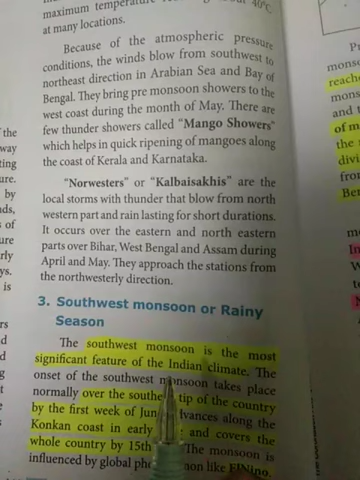 maximum temperature 40°C
at many locations.
Because of the atmospheric pressure
conditions, the winds blow from southwest to
northeast direction in Arabian Sea and Bay of
Bengal. They bring pre monsoon showers to the
west coast during the month of May. There are
few thunder showers called “Mango Showers”
which helps in quick ripening of mangoes along
the coast of Kerala and Karnataka.
“Norwesters” or “Kalbaisakhis” are the
local storms with thunder that blow from north
western part and rain lasting for short durations.
It occurs over the eastern and north eastern
parts over Bihar, West Bengal and Assam during
April and May. They approach the stations from
the northwesterly direction.
3. Southwest monsoon or Rainy
Season
The southwest monsoon is the most
significant feature of the Indian climate. The
onset of the southwest monsoon takes place
normally over the tip of the country
by the first week of along the
Konkan coast in early and covers the
whole country by 15th The monsoon is
influenced by global like ElNino.